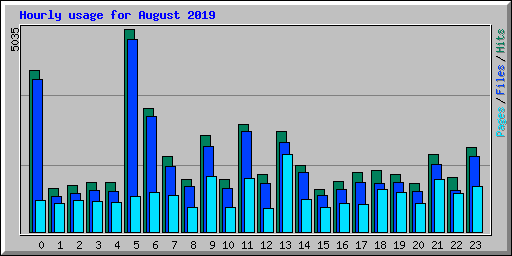 Hourly usage for August 2019
5035
Pages/Files/Hits
0 1 2 3 4 5 6 7 8 9 10 11 12 13 14 15 16 17 18 19 20 21 22 23